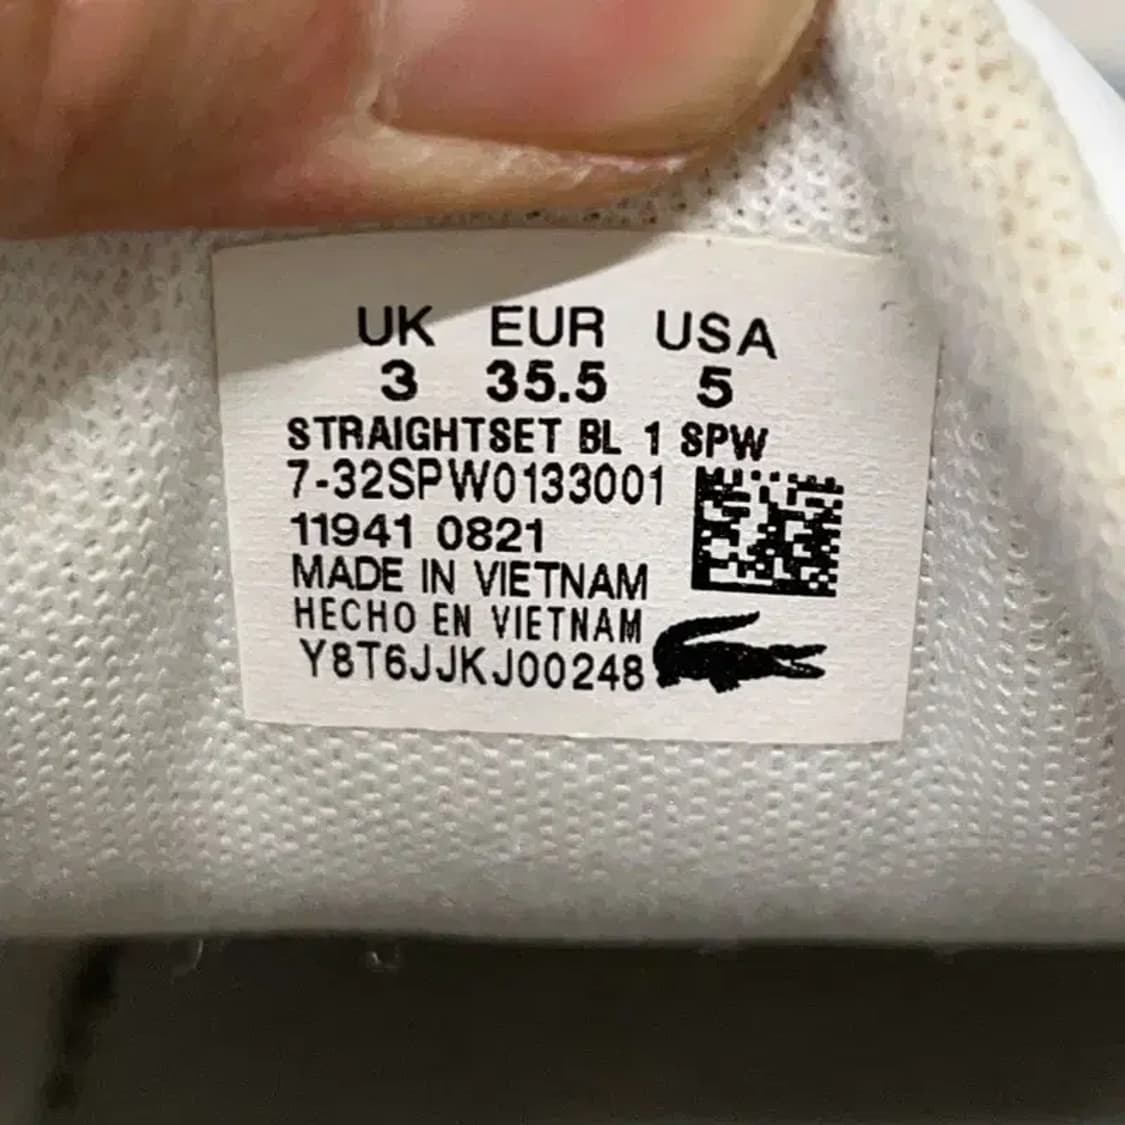 UK EUR USA
3 35.5 5
STRAIGHTSET BL 1 SPW
7-32SPW0133001
11941 0821
MADE IN VIETNAM
HECHO EN VIETNAM
Y8T6JJKJ00248